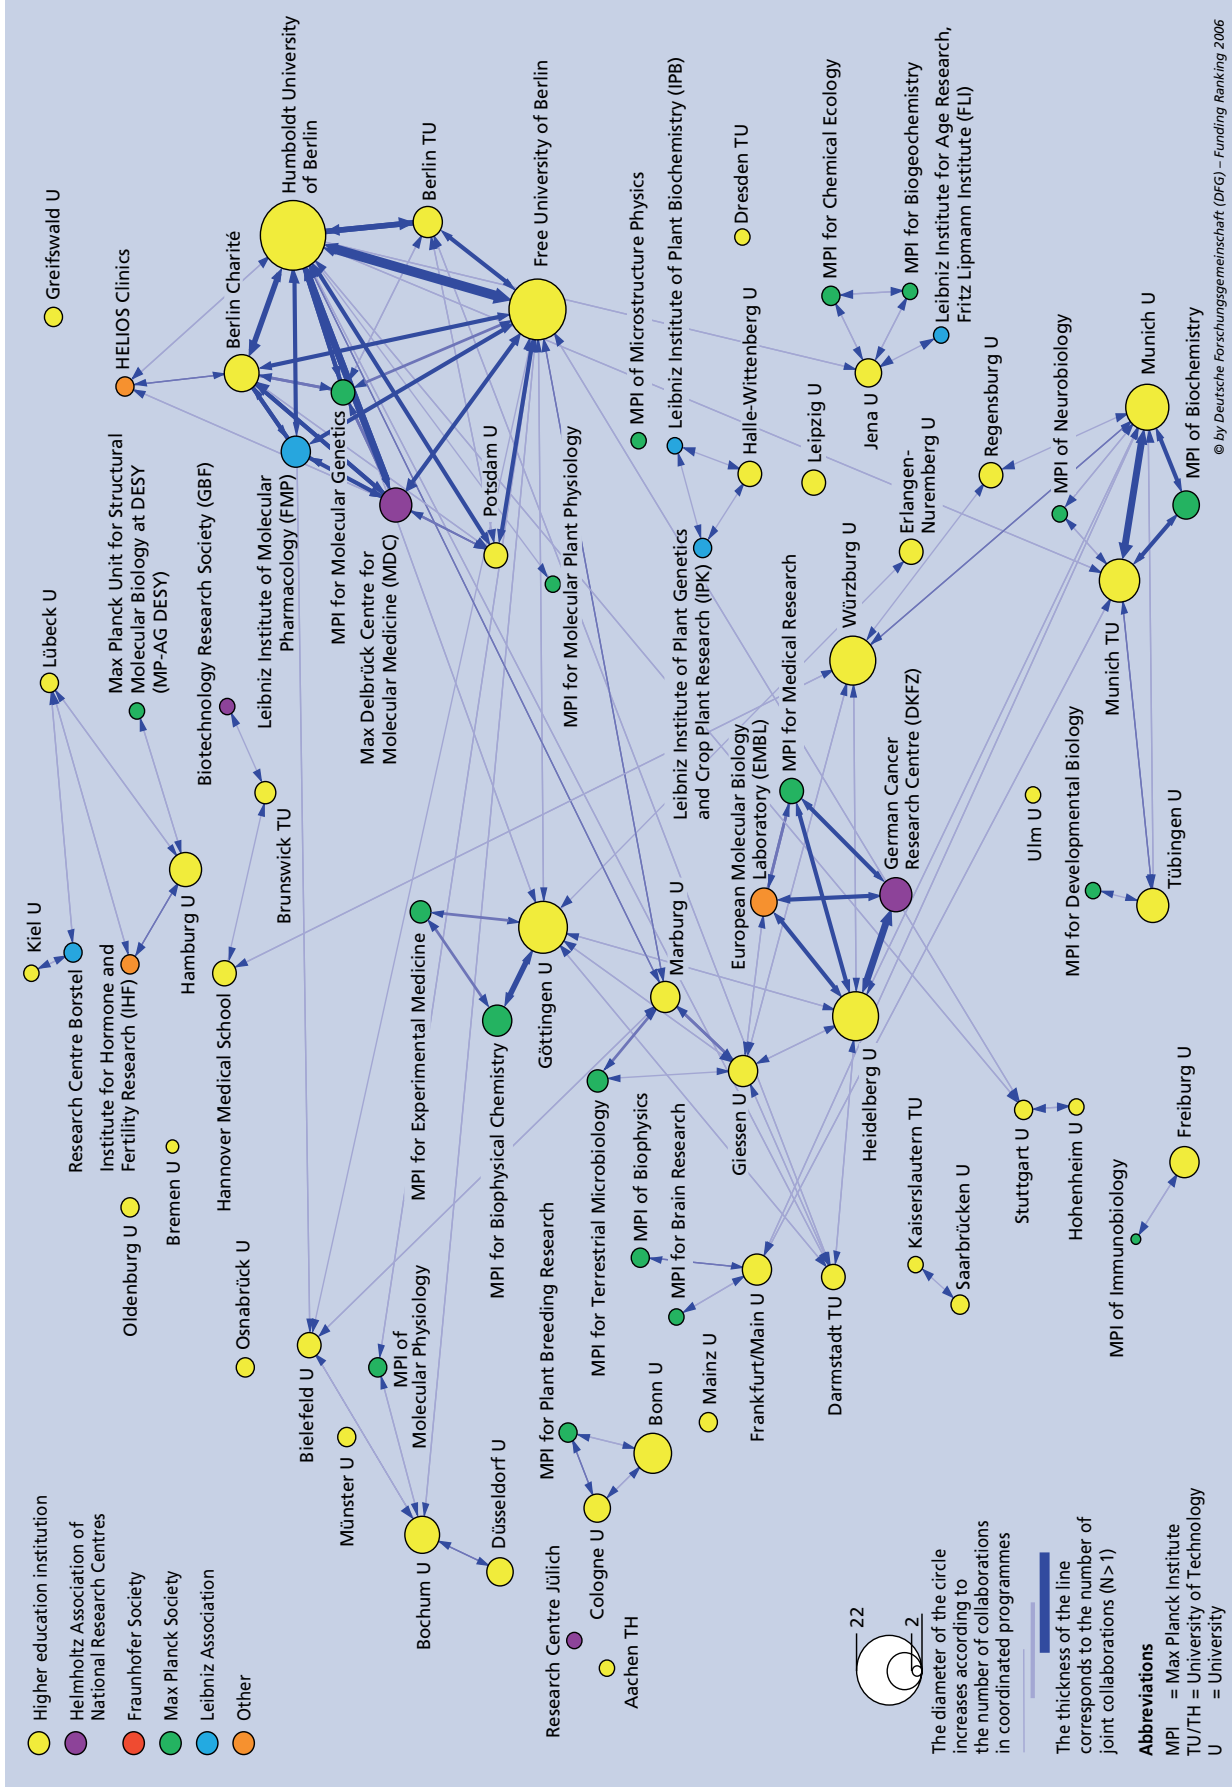 Higher education institution
Helmholtz Association of
National Research Centres
Fraunhofer Society
Max Planck Society
Leibniz Association
Other
Kiel U
Research Centre Borstel
Institute for Hormone and
Fertility Research (IHF)
Hamburg U
Lübeck U
Max Planck Unit for Structural
Molecular Biology at DESY
(MP-AG DESY)
HELIOS Clinics
Greifswald U
Oldenburg U
Bremen U
Hannover Medical School
Brunswick TU
Biotechnology Research Society (GBF)
Leibniz Institute of Molecular
Pharmacology (FMP)
Berlin Charité
Humboldt University
of Berlin
Osnabrück U
Bielefeld U
Münster U
MPI of
Molecular Physiology
MPI for Molecular Genetics
Max Delbrück Centre for
Molecular Medicine (MDC)
Berlin TU
Bochum U
Düsseldorf U
MPI for Experimental Medicine
MPI for Biophysical Chemistry
Göttingen U
Potsdam U
Free University of Berlin
MPI for Molecular Plant Physiology
Research Centre Jülich
Cologne U
Aachen TH
MPI for Plant Breeding Research
Bonn U
MPI for Terrestrial Microbiology
MPI of Biophysics
MPI for Brain Research
Marburg U
Giessen U
MPI of Microstructure Physics
Leibniz Institute of Plant Biochemistry (IPB)
Leibniz Institute of Plant Genetics
and Crop Plant Research (IPK)
Halle-Wittenberg U
Dresden TU
Mainz U
Frankfurt/Main U
Darmstadt TU
European Molecular Biology
Laboratory (EMBL)
MPI for Medical Research
German Cancer
Research Centre (DKFZ)
Heidelberg U
Würzburg U
Leipzig U
Erlangen-
Nuremberg U
Jena U
MPI for Chemical Ecology
MPI for Biogeochemistry
Leibniz Institute for Age Research,
Fritz Lipmann Institute (FLI)
Kaiserslautern TU
Saarbrücken U
Stuttgart U
Hohenheim U
Ulm U
Regensburg U
MPI of Neurobiology
MPI for Developmental Biology
Tübingen U
Munich TU
Munich U
MPI of Biochemistry
MPI of Immunobiology
Freiburg U
22
2
The diameter of the circle
increases according to
the number of collaborations
in coordinated programmes
The thickness of the line
corresponds to the number of
joint collaborations (N>1)
Abbreviations
MPI = Max Planck Institute
TU/TH = University of Technology
U = University
© by Deutsche Forschungsgemeinschaft (DFG) – Funding Ranking 2006